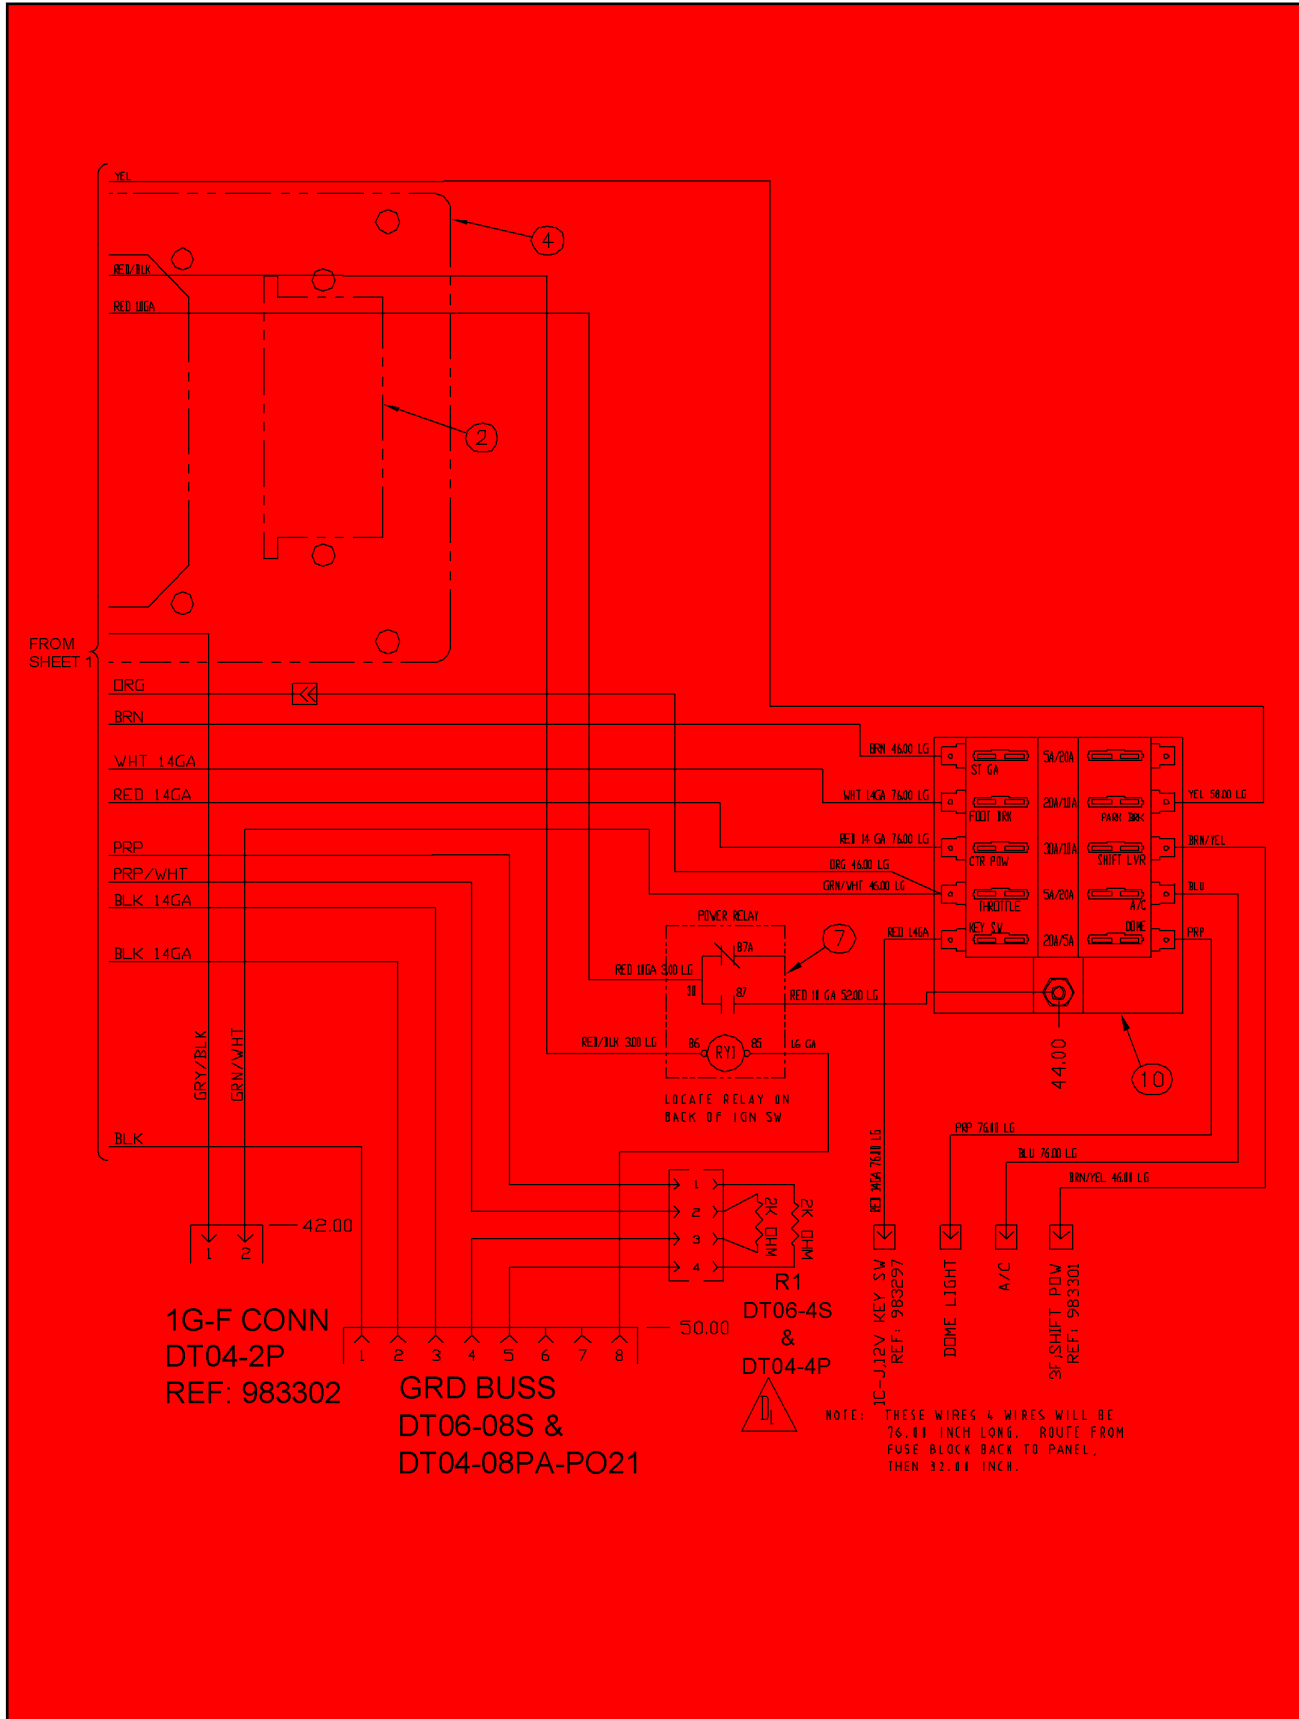 YEL
4
RED/BLK
RED 10GA
2
FROM
SHEET 1
ORG
BRN
WHT 14GA
RED 14GA
PRP
PRP/WHT
BLK 14GA
BLK 14GA
GRY/BLK
GRN/WHT
BLK
BRN 46.00 LG
WHT 14GA 76.00 LG
RED 14 GA 76.00 LG
ORG 46.00 LG
GRN/WHT 46.00 LG
RED 14GA
ST GA
5A/20A
FOOT BRK
20A/10A
PARK BRK
CTR POW
30A/10A
SHIFT LVR
THROTTLE
5A/20A
A/C
KEY SW
20A/5A
DOME
YEL 58.00 LG
BRN/YEL
BLU
PRP
POWER RELAY
7
87A
RED 10GA 3.00 LG
30
87
RED 10 GA 52.00 LG
RED/BLK 3.00 LG
86
RY1
85
16 GA
LOCATE RELAY ON
BACK OF IGN SW
44.00
10
RED 14GA 76.00 LG
PRP 76.00 LG
BLU 76.00 LG
BRN/YEL 46.00 LG
1
2
3
4
2K OHM
2K OHM
R1
DT06-4S
&
DT04-4P
1C-J,12V KEY SW
REF: 983297
DOME LIGHT
A/C
3F,SHIFT POW
REF: 983301
42.00
1 2
1G-F CONN
DT04-2P
REF: 983302
50.00
1 2 3 4 5 6 7 8
GRD BUSS
DT06-08S &
DT04-08PA-PO21
NOTE: THESE WIRES 4 WIRES WILL BE
76.00 INCH LONG. ROUTE FROM
FUSE BLOCK BACK TO PANEL,
THEN 32.00 INCH.